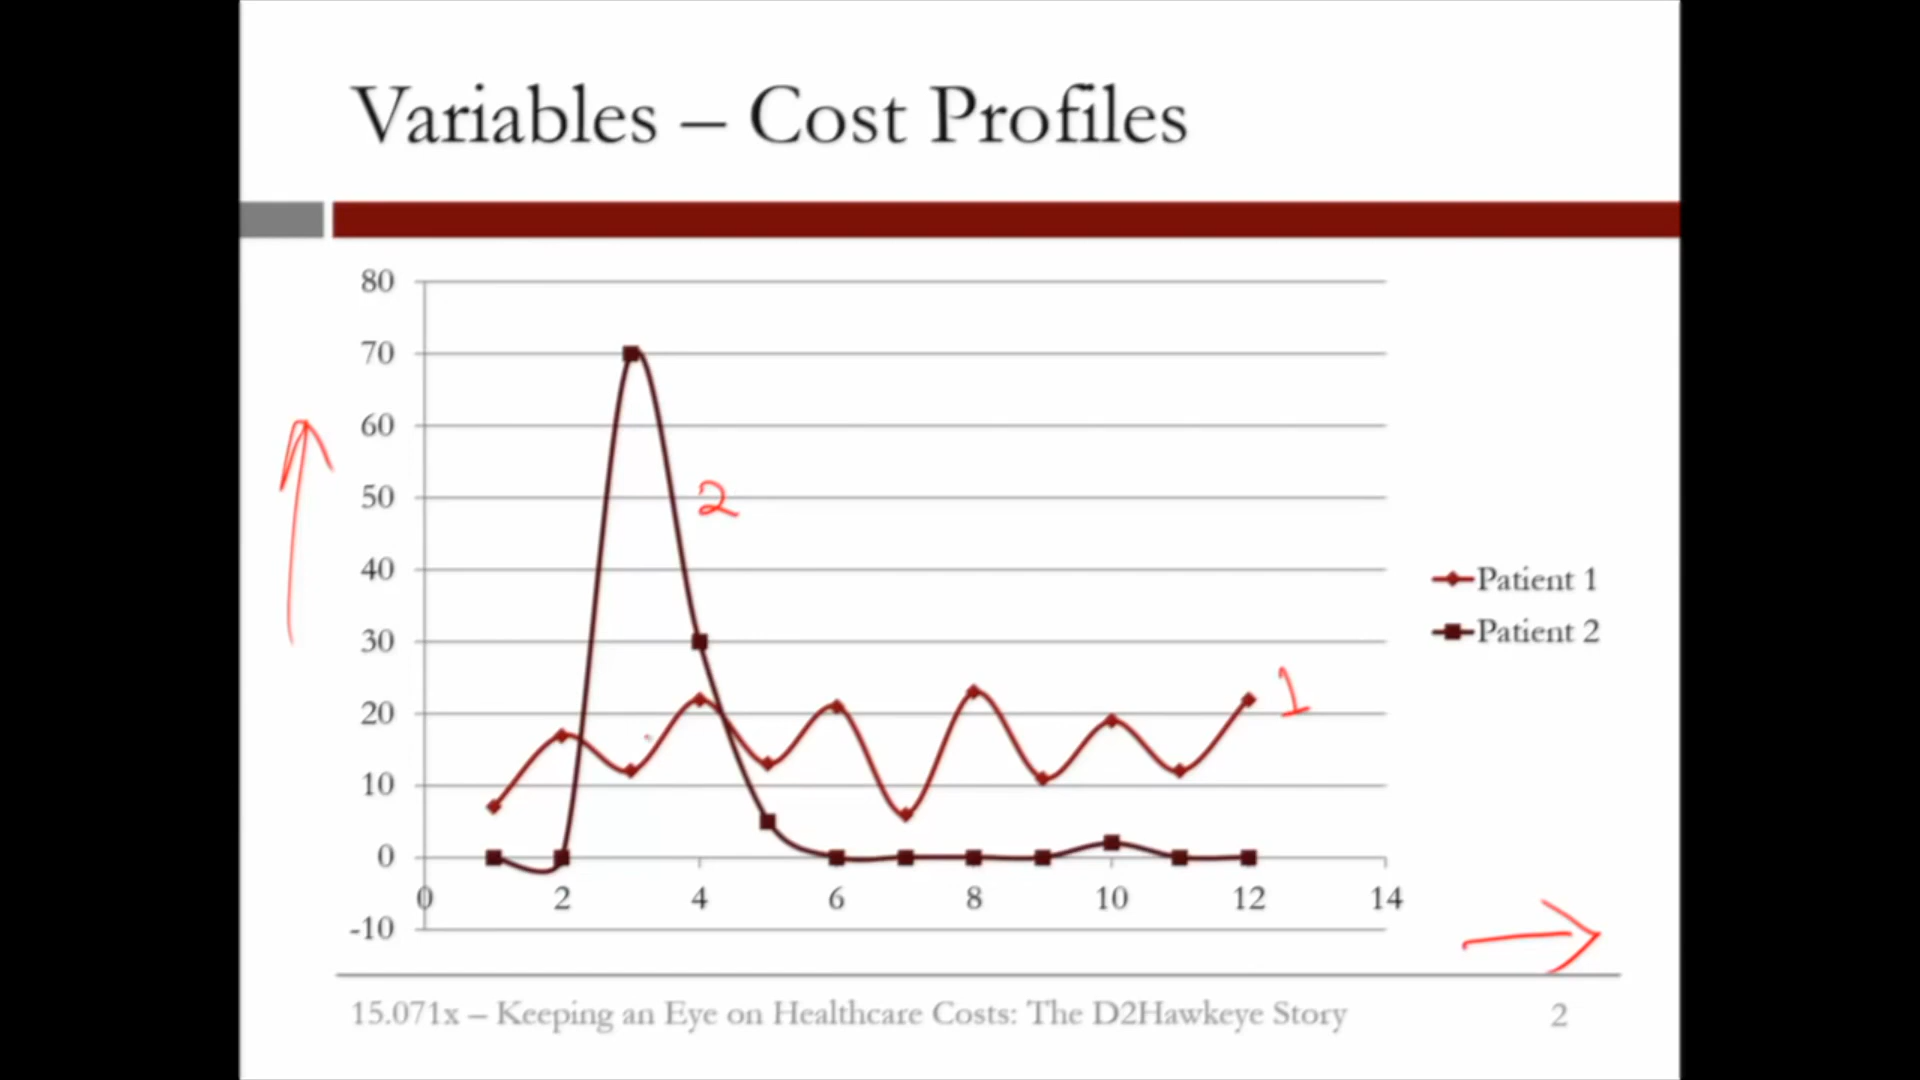 Variables – Cost Profiles
80
70
60
50
40
30
20
10
0
-10
0 2 4 6 8 10 12 14
2
1
Patient 1
Patient 2
15.071x – Keeping an Eye on Healthcare Costs: The D2Hawkeye Story 2